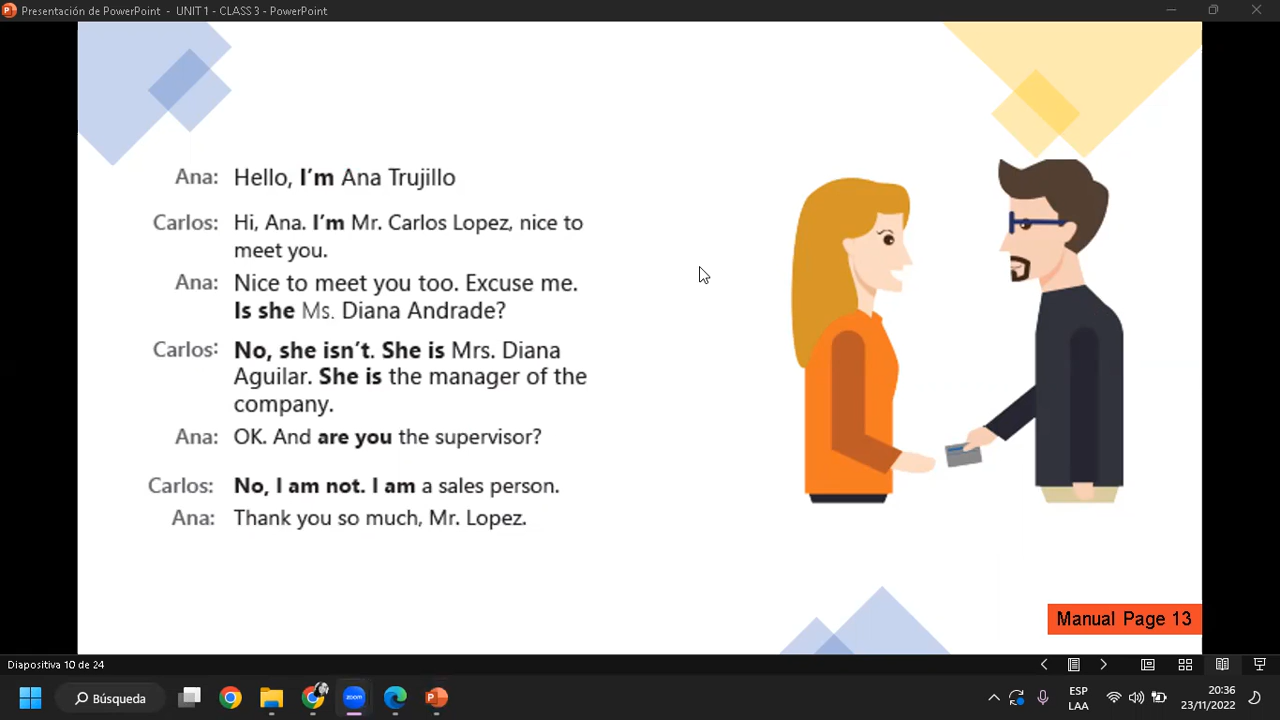 Presentación de PowerPoint - UNIT 1 - CLASS 3 - PowerPoint
Ana: Hello, I'm Ana Trujillo
Carlos: Hi, Ana. I'm Mr. Carlos Lopez, nice to
meet you.
Ana: Nice to meet you too. Excuse me.
Is she Ms. Diana Andrade?
Carlos: No, she isn't. She is Mrs. Diana
Aguilar. She is the manager of the
company.
Ana: OK. And are you the supervisor?
Carlos: No, I am not. I am a sales person.
Ana: Thank you so much, Mr. Lopez.
Manual Page 13
Diapositiva 10 de 24
Búsqueda
zoom
ESP
LAA
20:36
23/11/2022